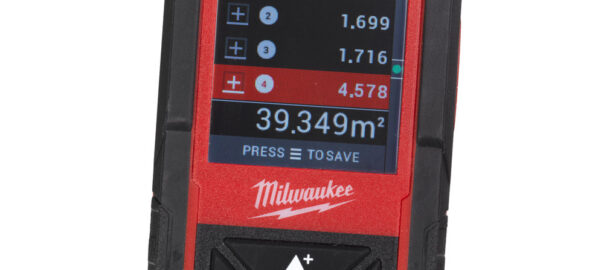 2 1.699
3 1.716
4 4.578
39.349m²
PRESS ☰ TO SAVE
Milwaukee
+